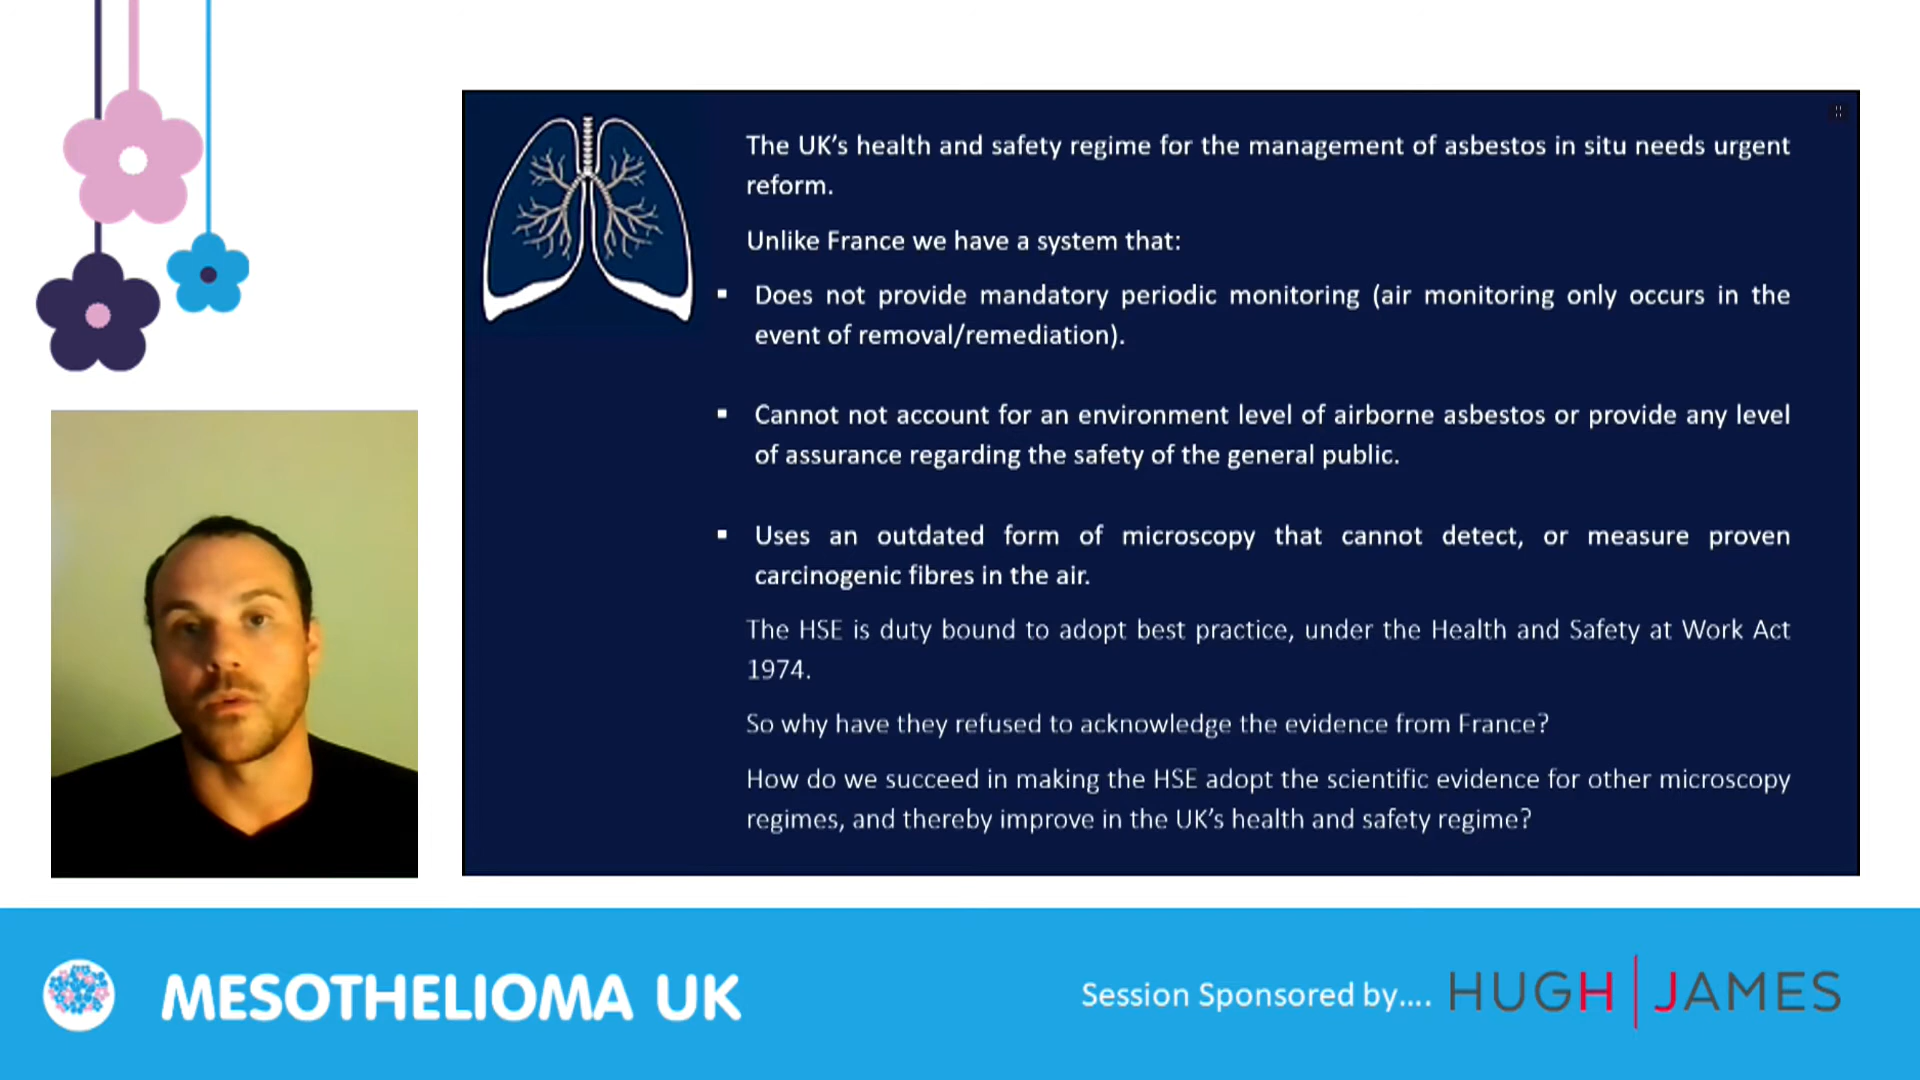 The UK’s health and safety regime for the management of asbestos in situ needs urgent
reform.
Unlike France we have a system that:
▪ Does not provide mandatory periodic monitoring (air monitoring only occurs in the
event of removal/remediation).
▪ Cannot not account for an environment level of airborne asbestos or provide any level
of assurance regarding the safety of the general public.
▪ Uses an outdated form of microscopy that cannot detect, or measure proven
carcinogenic fibres in the air.
The HSE is duty bound to adopt best practice, under the Health and Safety at Work Act
1974.
So why have they refused to acknowledge the evidence from France?
How do we succeed in making the HSE adopt the scientific evidence for other microscopy
regimes, and thereby improve in the UK’s health and safety regime?
MESOTHELIOMA UK
Session Sponsored by.... HUGH JAMES